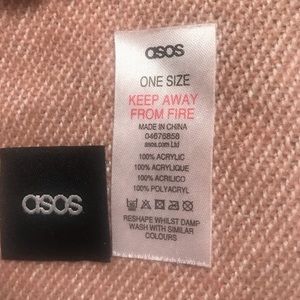 asos
ONE SIZE
KEEP AWAY
FROM FIRE
MADE IN CHINA
04676858
asos.com Ltd
100% ACRYLIC
100% ACRYLIQUE
100% ACRILICO
100% POLYACRYL
RESHAPE WHILST DAMP
WASH WITH SIMILAR
COLOURS
asos